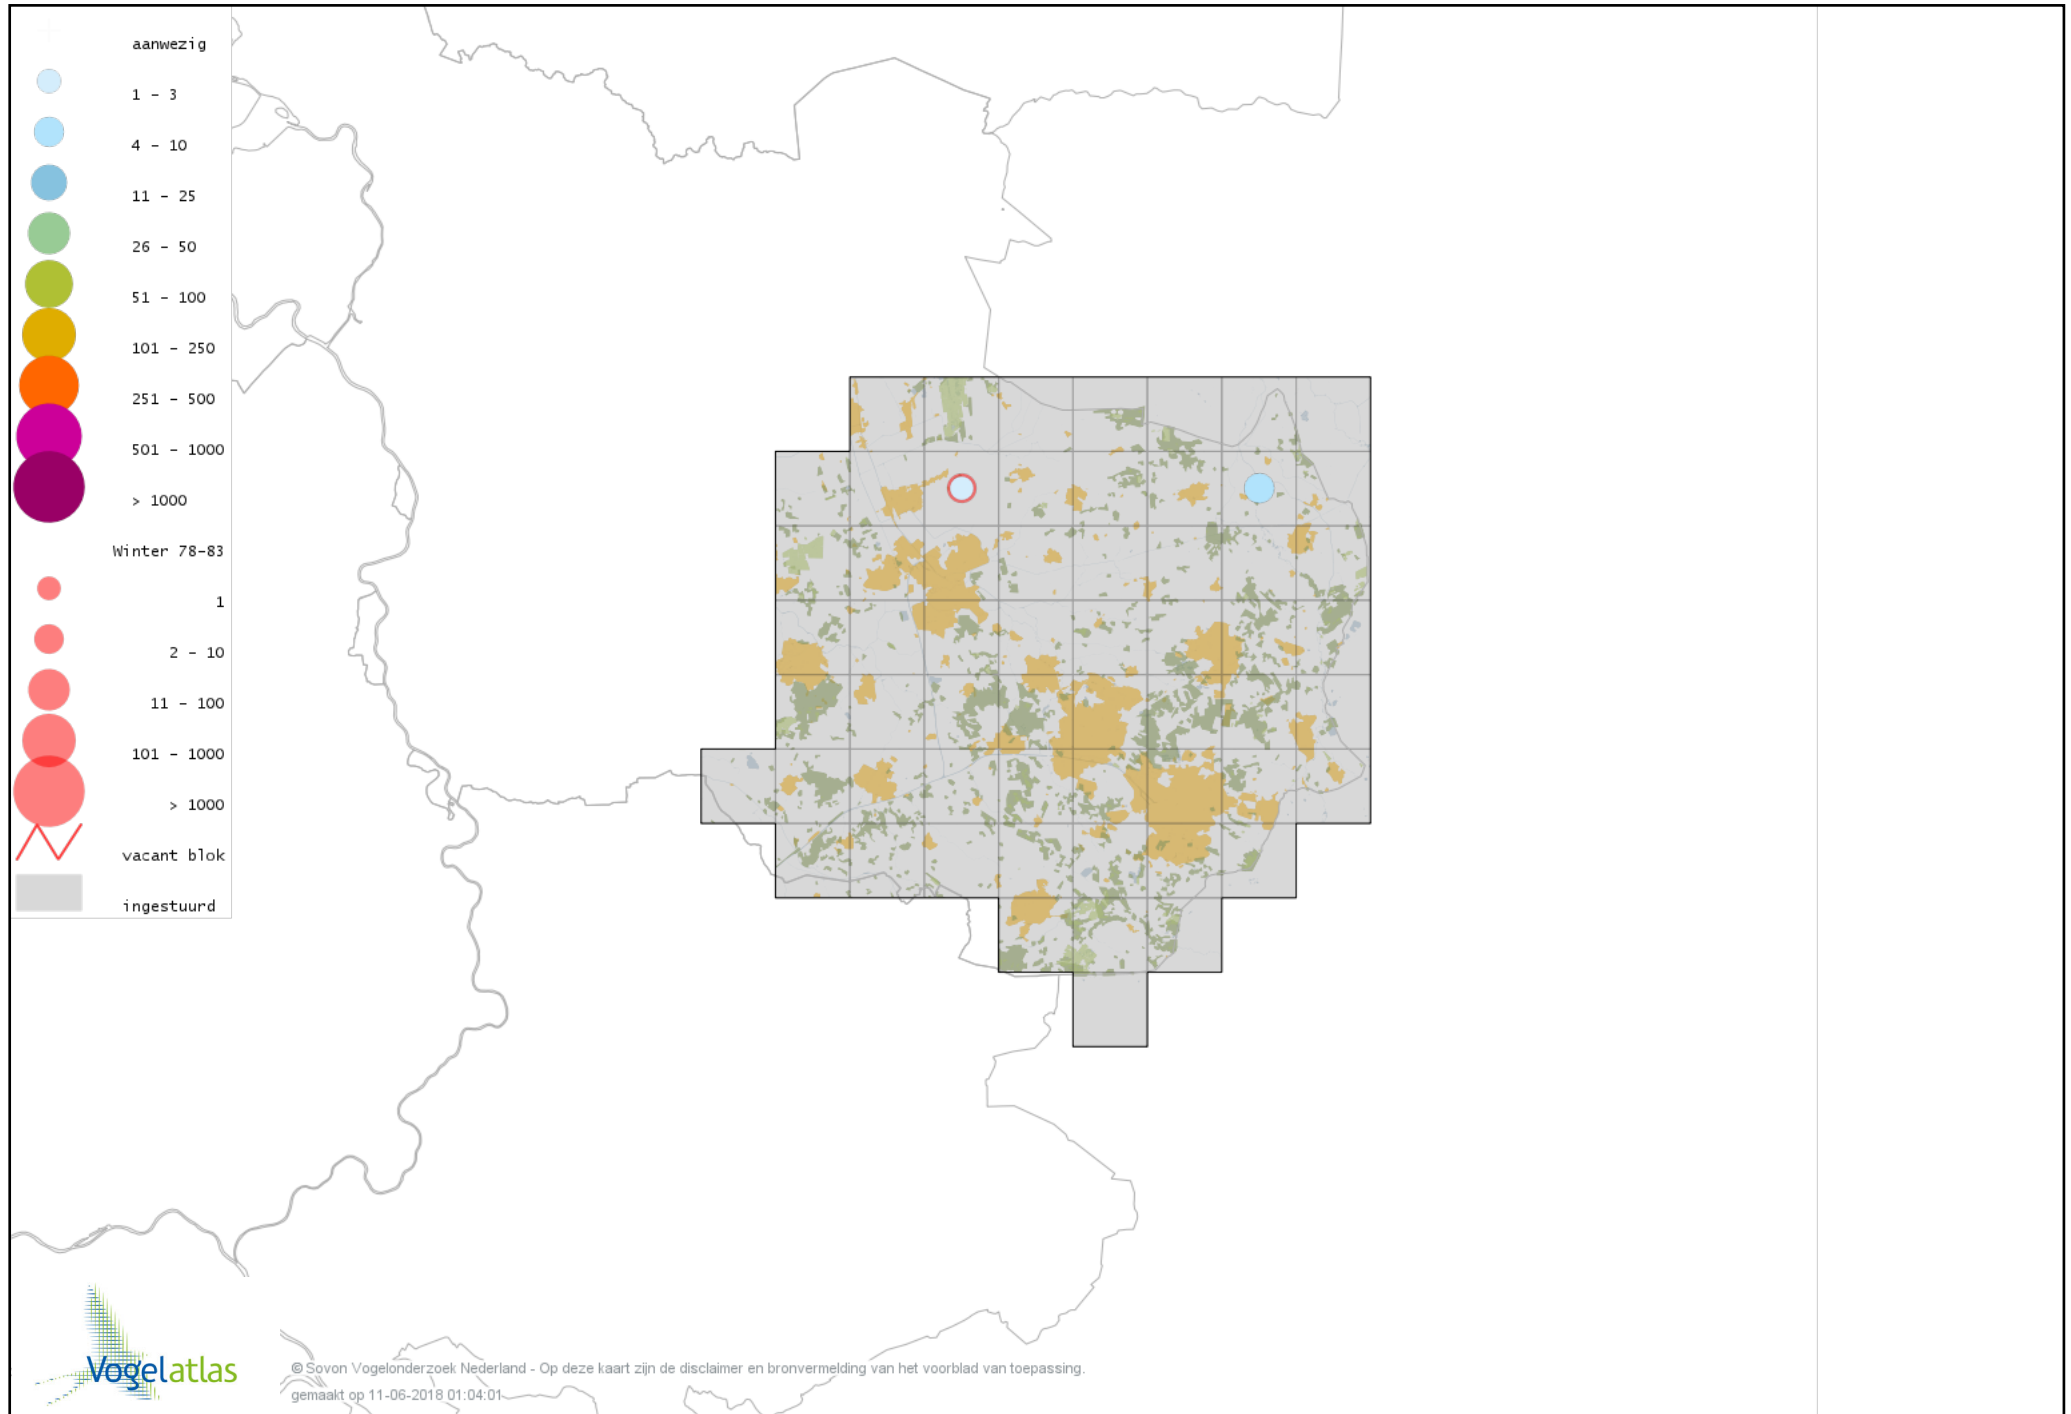 aanwezig
1 - 3
4 - 10
11 - 25
26 - 50
51 - 100
101 - 250
251 - 500
501 - 1000
> 1000
Winter 78-83
1
2 - 10
11 - 100
101 - 1000
> 1000
vacant blok
ingestuurd
Vogelatlas
© Sovon Vogelonderzoek Nederland - Op deze kaart zijn de disclaimer en bronvermelding van het voorblad van toepassing.
gemaakt op 11-06-2018 01:04:01